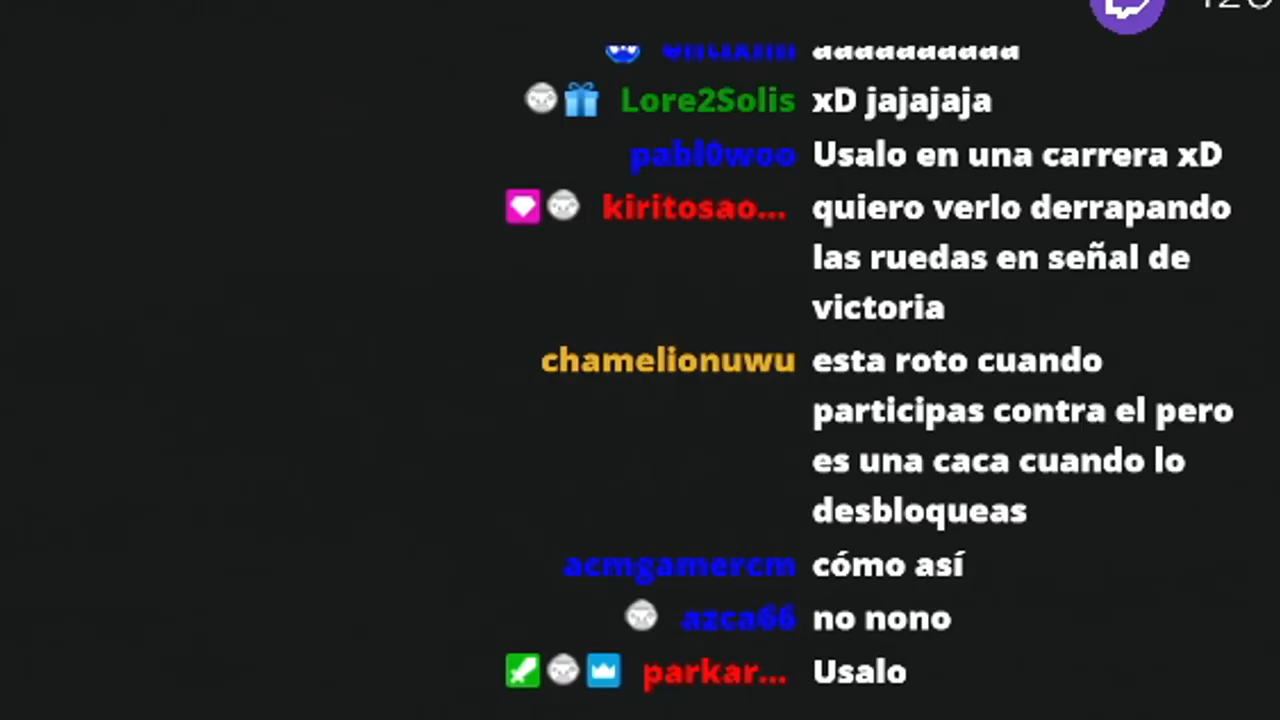 aaaaaaaaaa
Lore2Solis xD jajajaja
pabl0woo Usalo en una carrera xD
kiritosao... quiero verlo derrapando
las ruedas en señal de
victoria
chamelionuwu esta roto cuando
participas contra el pero
es una caca cuando lo
desbloqueas
acmgamercm cómo así
azca66 no nono
parkar... Usalo